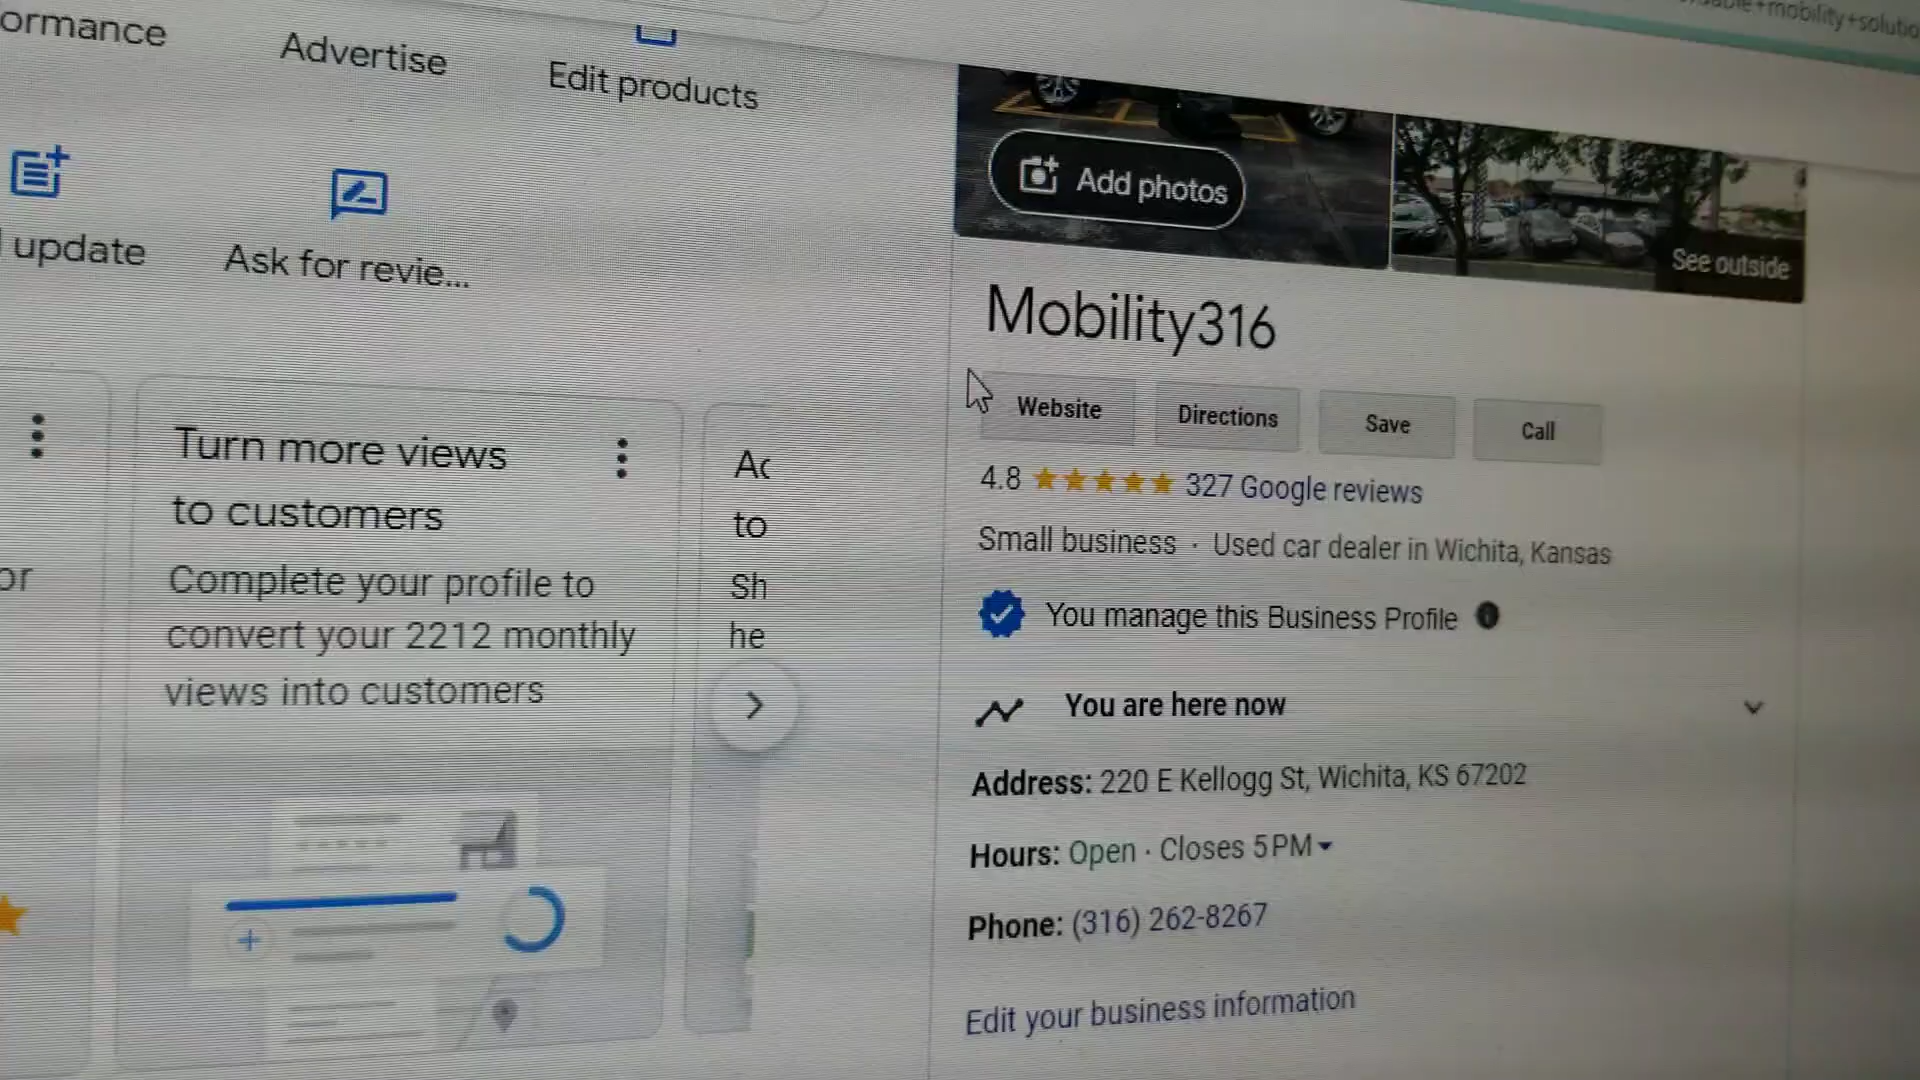 ormance
Advertise
Edit products
+mobility+solutio
update
Ask for revie...
Add photos
See outside
Mobility316
Website
Directions
Save
Call
4.8
327 Google reviews
Small business · Used car dealer in Wichita, Kansas
You manage this Business Profile
You are here now
Address: 220 E Kellogg St, Wichita, KS 67202
Hours: Open · Closes 5 PM
Phone: (316) 262-8267
Edit your business information
or
Turn more views
to customers
Complete your profile to
convert your 2212 monthly
views into customers
Ac
to
Sh
he